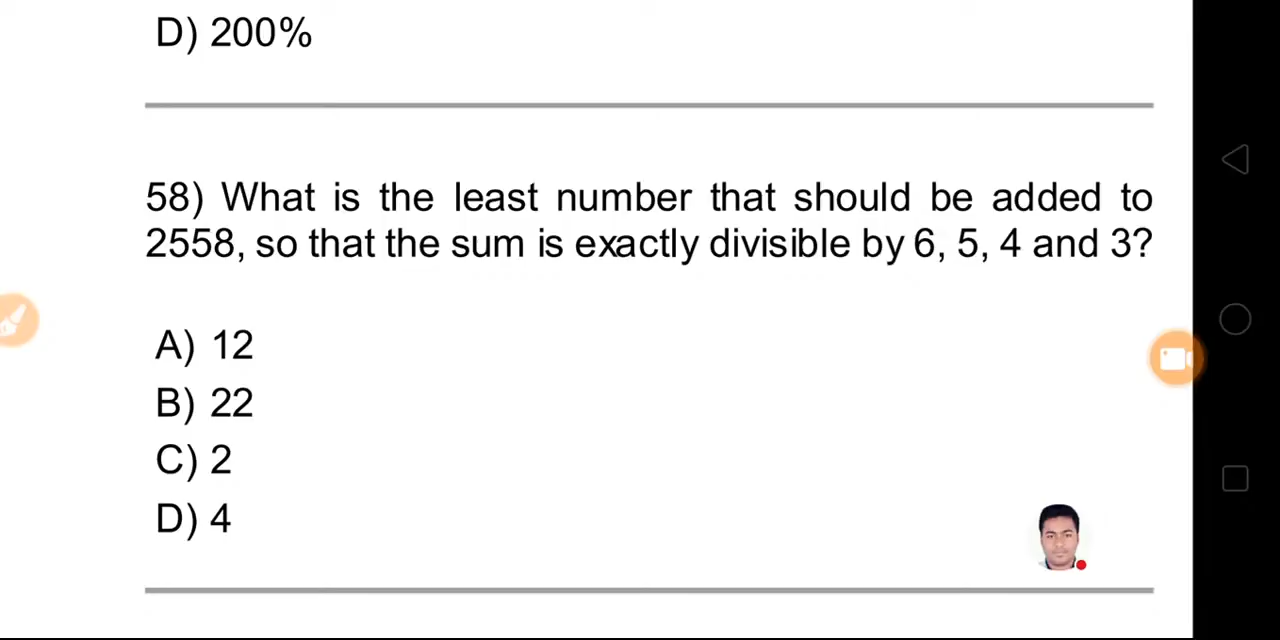 D) 200%
58) What is the least number that should be added to
2558, so that the sum is exactly divisible by 6, 5, 4 and 3?
A) 12
B) 22
C) 2
D) 4